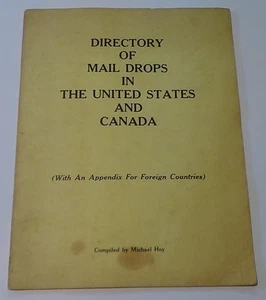 DIRECTORY
OF
MAIL DROPS
IN
THE UNITED STATES
AND
CANADA
(With An Appendix For Foreign Countries)
Compiled by Michael Hoy